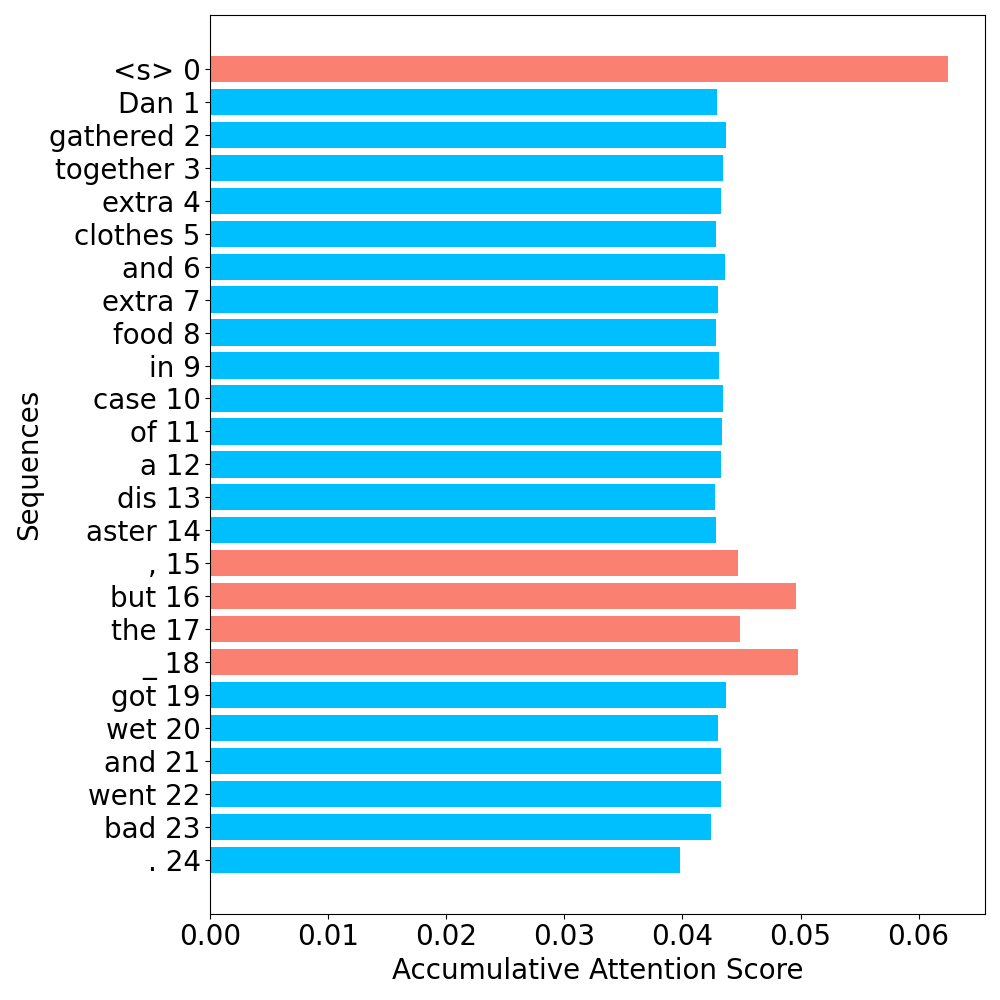 <s> 0
Dan 1
gathered 2
together 3
extra 4
clothes 5
and 6
extra 7
food 8
in 9
case 10
of 11
a 12
dis 13
aster 14
, 15
but 16
the 17
_ 18
got 19
wet 20
and 21
went 22
bad 23
. 24
Sequences
0.00 0.01 0.02 0.03 0.04 0.05 0.06
Accumulative Attention Score